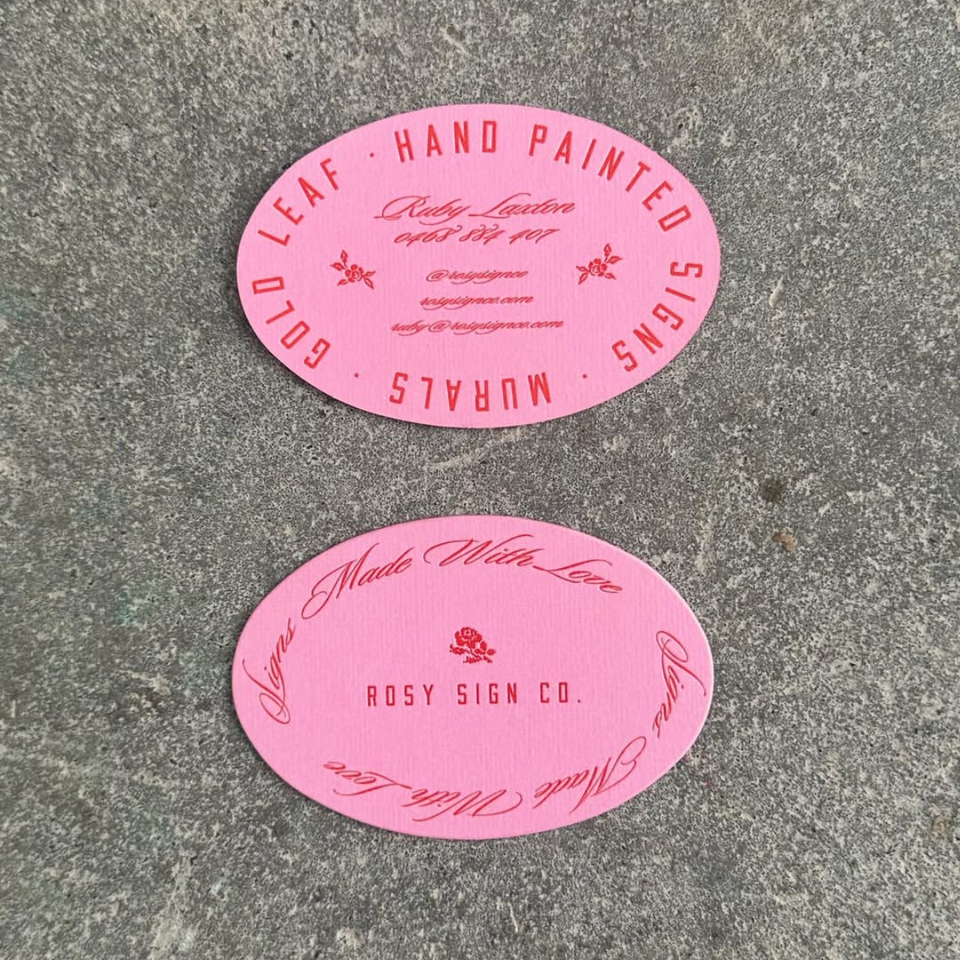 HAND PAINTED SIGNS · MURALS · GOLD LEAF ·
Ruby Laxton
0468 884 407
@rosysignco
rosysignco.com
ruby@rosysignco.com
Signs Made With Love
ROSY SIGN CO.
Signs Made With Love